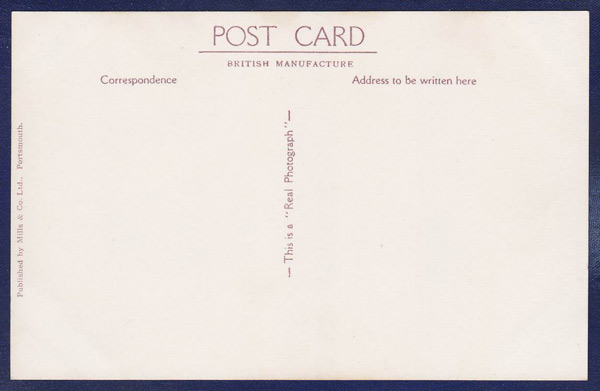 POST CARD
BRITISH MANUFACTURE
Correspondence
Address to be written here
— This is a "Real Photograph" —
Published by Mills & Co. Ltd., Portsmouth.